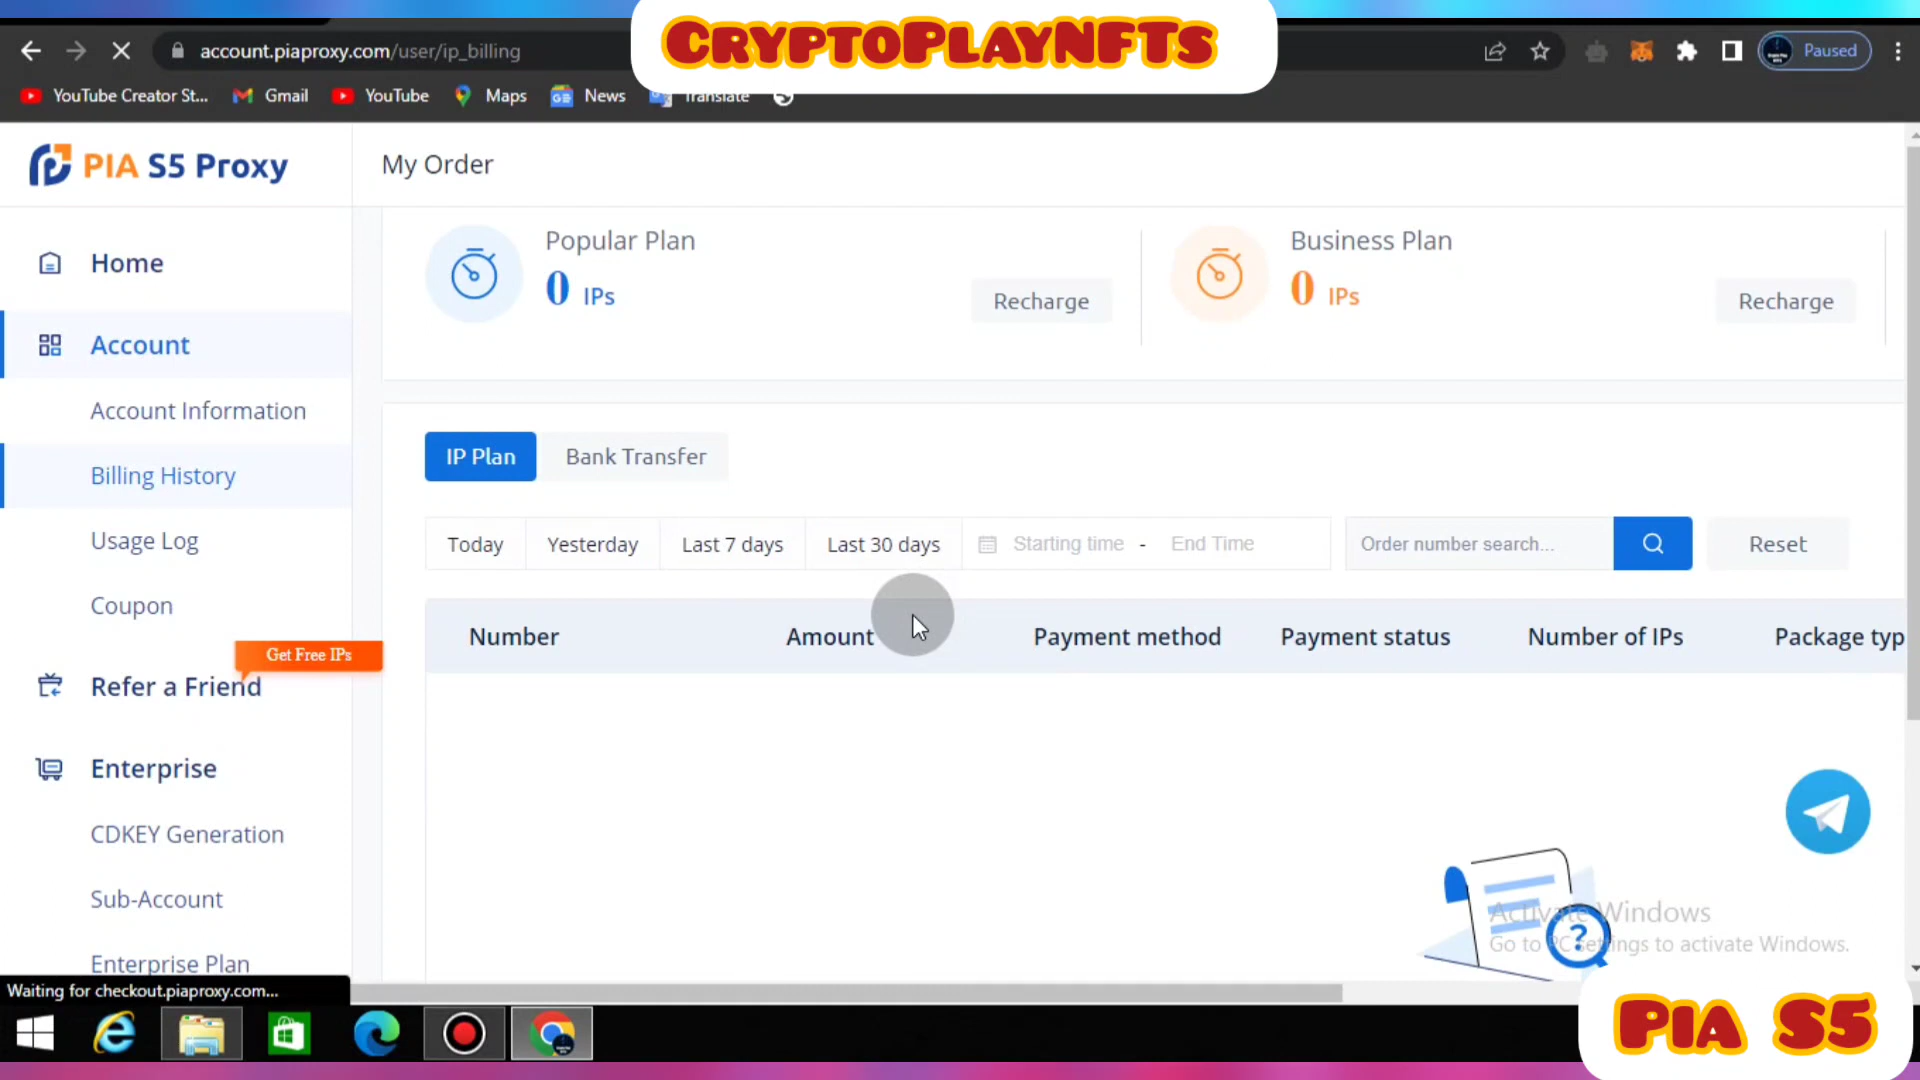 CryptoPlayNFTs
account.piaproxy.com/user/ip_billing
Paused
YouTube Creator St...
Gmail
YouTube
Maps
News
Translate
PIA S5 Proxy
My Order
Home
Account
Account Information
Billing History
Usage Log
Coupon
Get Free IPs
Refer a Friend
Enterprise
CDKEY Generation
Sub-Account
Enterprise Plan
Popular Plan
0 IPs
Recharge
Business Plan
0 IPs
Recharge
IP Plan
Bank Transfer
Today
Yesterday
Last 7 days
Last 30 days
Starting time - End Time
Order number search...
Reset
Number
Amount
Payment method
Payment status
Number of IPs
Package typ
Activate Windows
Go to PC settings to activate Windows.
Waiting for checkout.piaproxy.com...
Pia S5